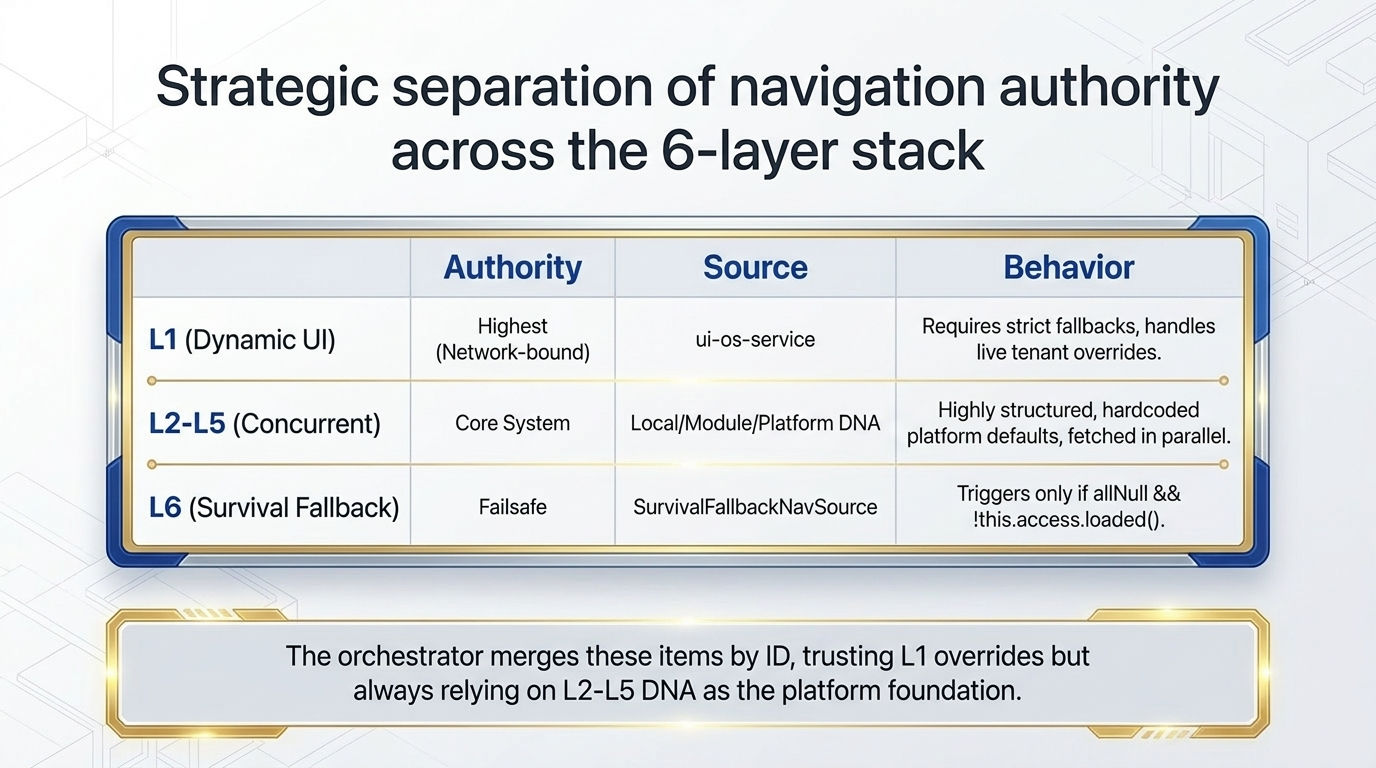 Strategic separation of navigation authority
across the 6-layer stack
Authority
Source
Behavior
L1 (Dynamic UI)
Highest
(Network-bound)
ui-os-service
Requires strict fallbacks, handles
live tenant overrides.
L2-L5 (Concurrent)
Core System
Local/Module/Platform DNA
Highly structured, hardcoded
platform defaults, fetched in parallel.
L6 (Survival Fallback)
Failsafe
SurvivalFallbackNavSource
Triggers only if allNull &&
!this.access.loaded().
The orchestrator merges these items by ID, trusting L1 overrides but
always relying on L2-L5 DNA as the platform foundation.